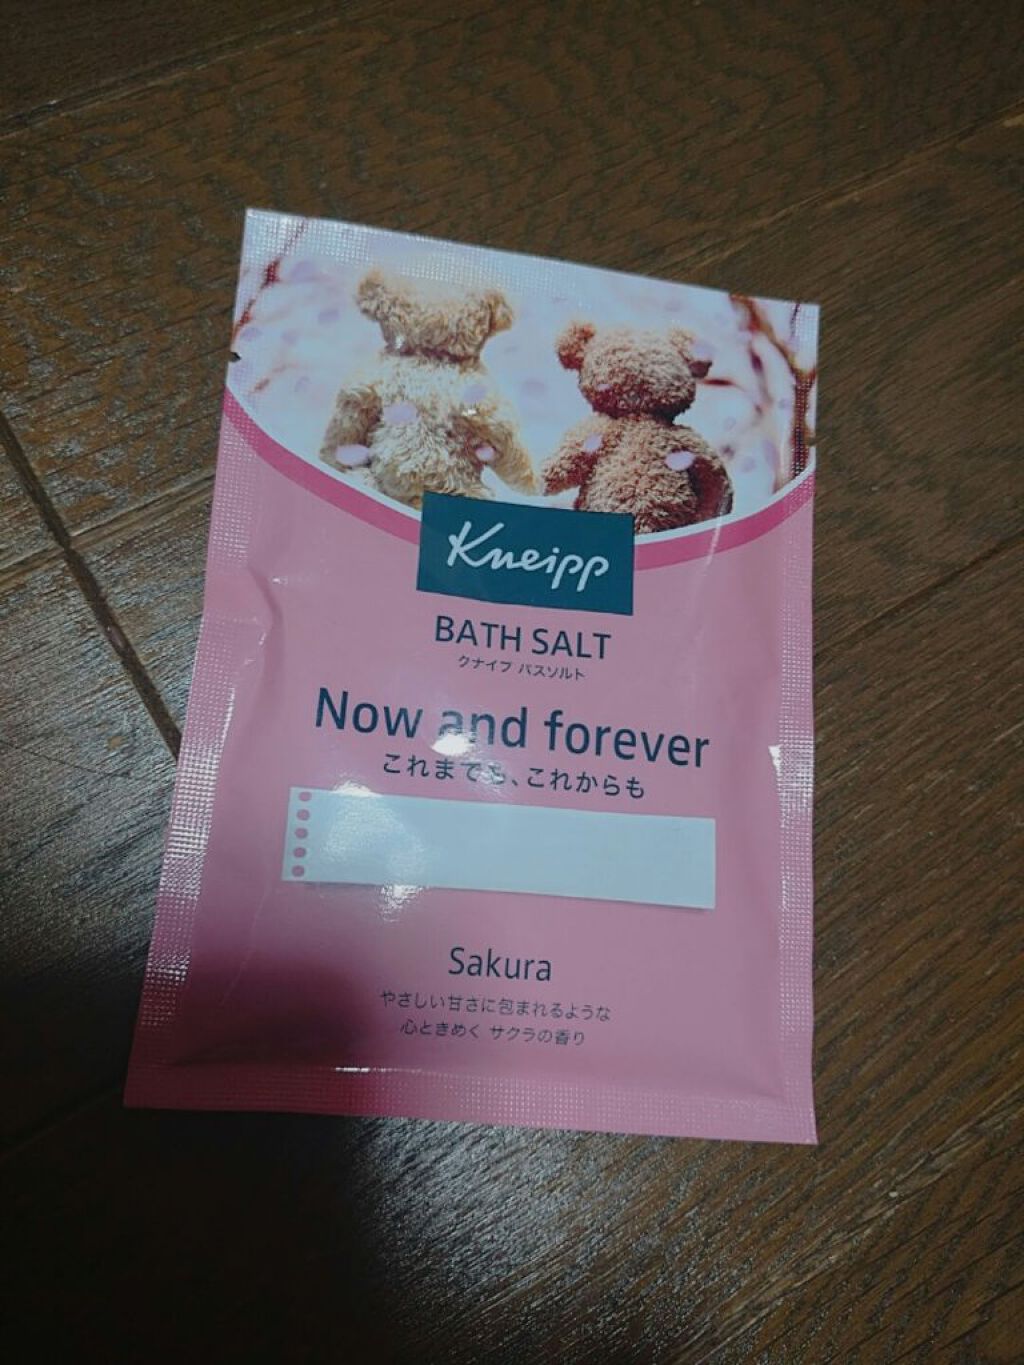 Kneipp
BATH SALT
クナイプ バスソルト
Now and forever
これまでも、これからも
Sakura
やさしい甘さに包まれるような
心ときめく サクラの香り